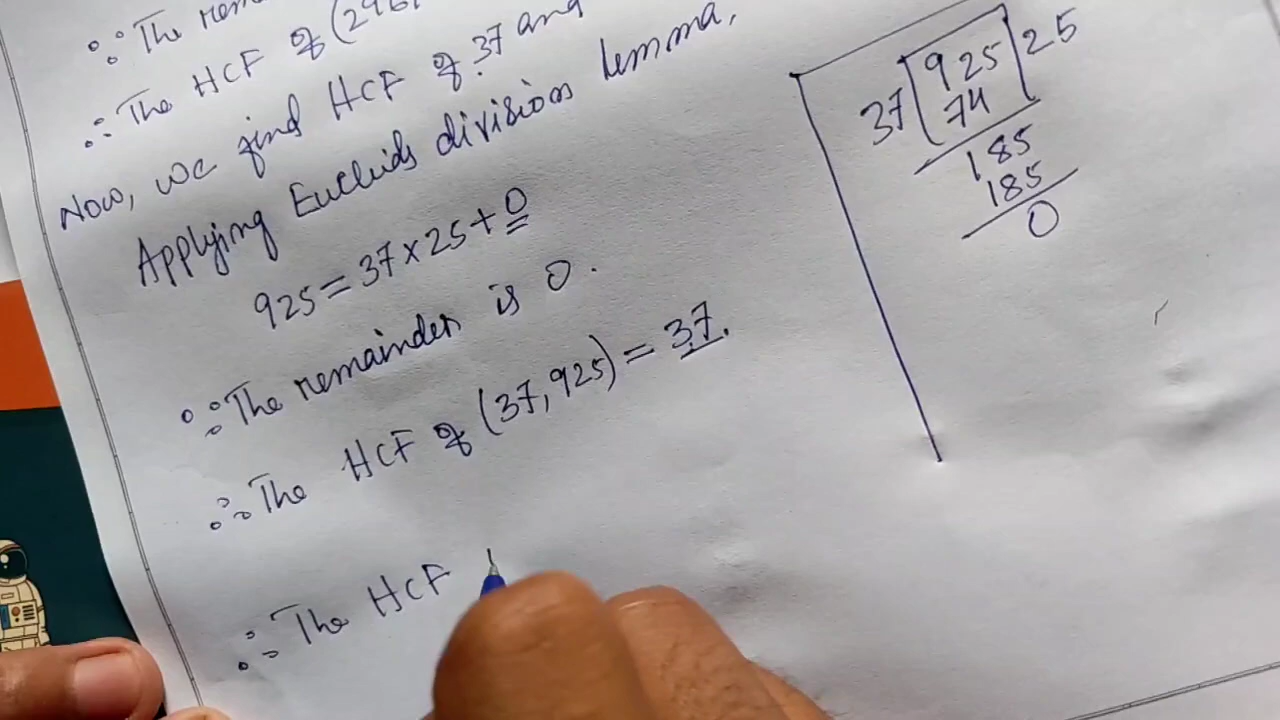 ∵ The
∴ The HCF of (296,
Now, we find HCF of 37 and
Applying Euclids division lemma,
925 = 37 × 25 + 0
∵ The remainder is 0.
∴ The HCF of (37, 925) = 37.
∴ The HCF
37 925 25
74
185
185
0